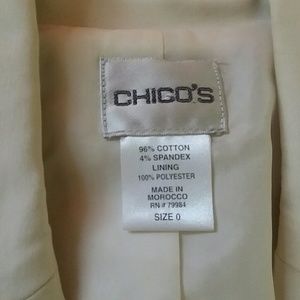 CHICO'S
96% COTTON
4% SPANDEX
LINING
100% POLYESTER
MADE IN
MOROCCO
RN # 79984
SIZE 0